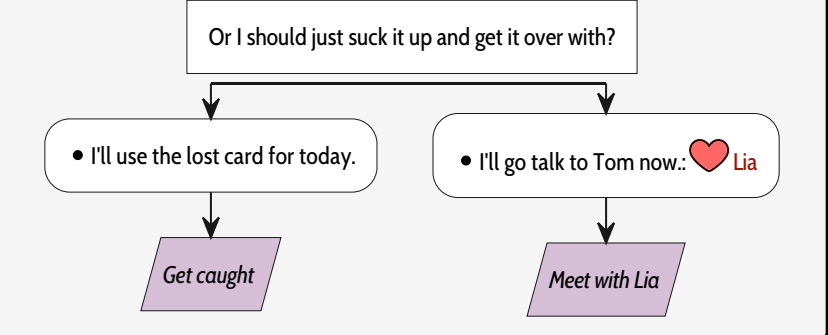 Or I should just suck it up and get it over with?
I'll use the lost card for today.
I'll go talk to Tom now.: Lia
Get caught
Meet with Lia